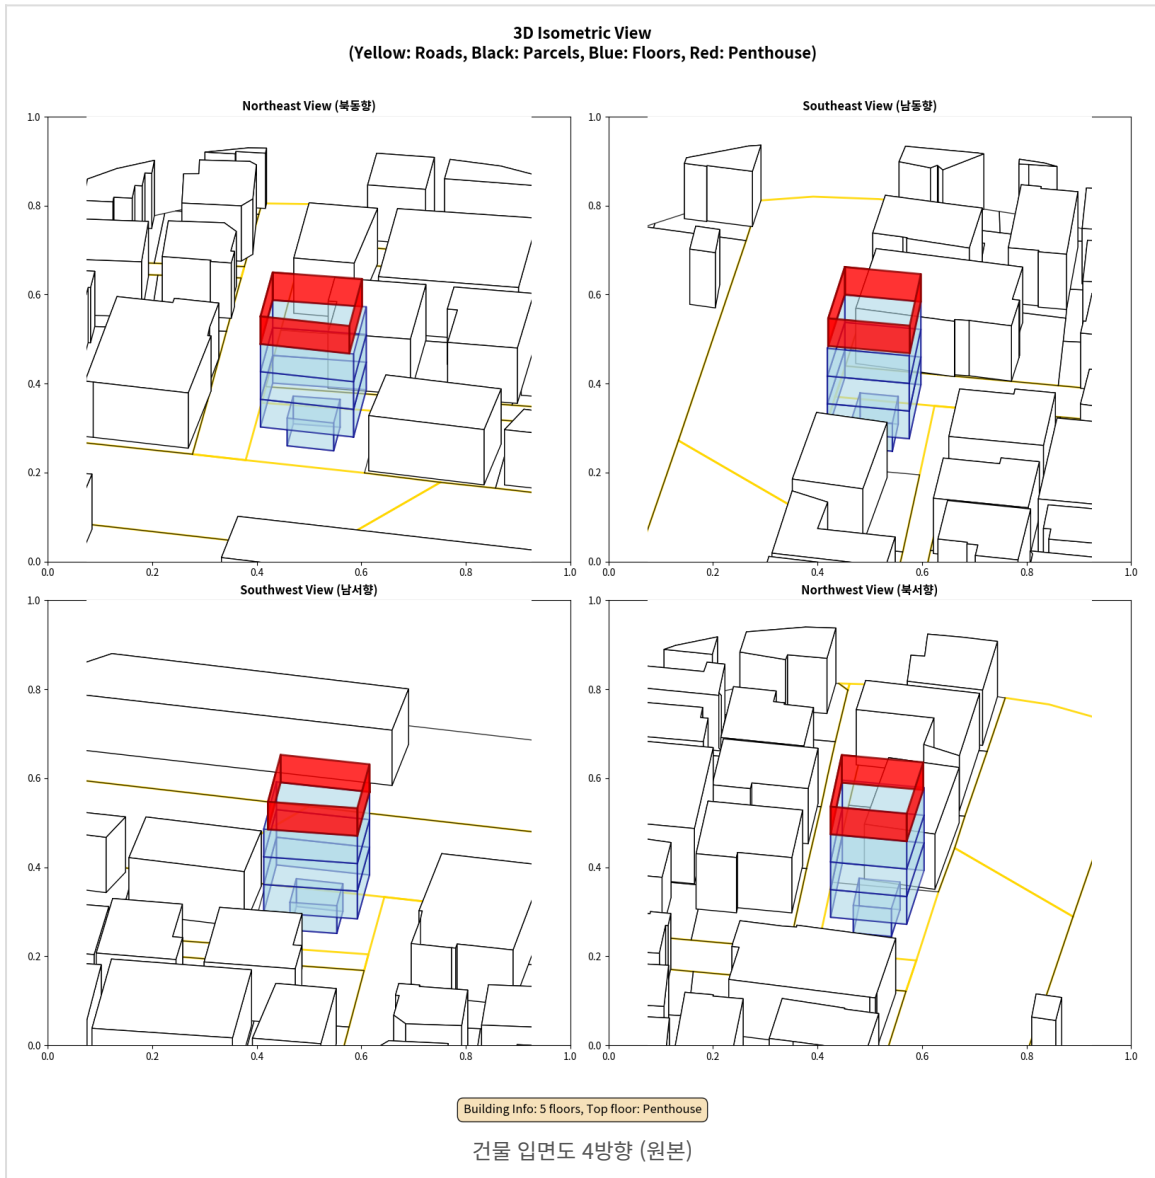 3D Isometric View
(Yellow: Roads, Black: Parcels, Blue: Floors, Red: Penthouse)
Northeast View (북동향)
1.0
0.8
0.6
0.4
0.2
0.0
0.0 0.2 0.4 0.6 0.8 1.0
Southeast View (남동향)
1.0
0.8
0.6
0.4
0.2
0.0
0.0 0.2 0.4 0.6 0.8 1.0
Southwest View (남서향)
1.0
0.8
0.6
0.4
0.2
0.0
0.0 0.2 0.4 0.6 0.8 1.0
Northwest View (북서향)
1.0
0.8
0.6
0.4
0.2
0.0
0.0 0.2 0.4 0.6 0.8 1.0
Building Info: 5 floors, Top floor: Penthouse
건물 입면도 4방향 (원본)